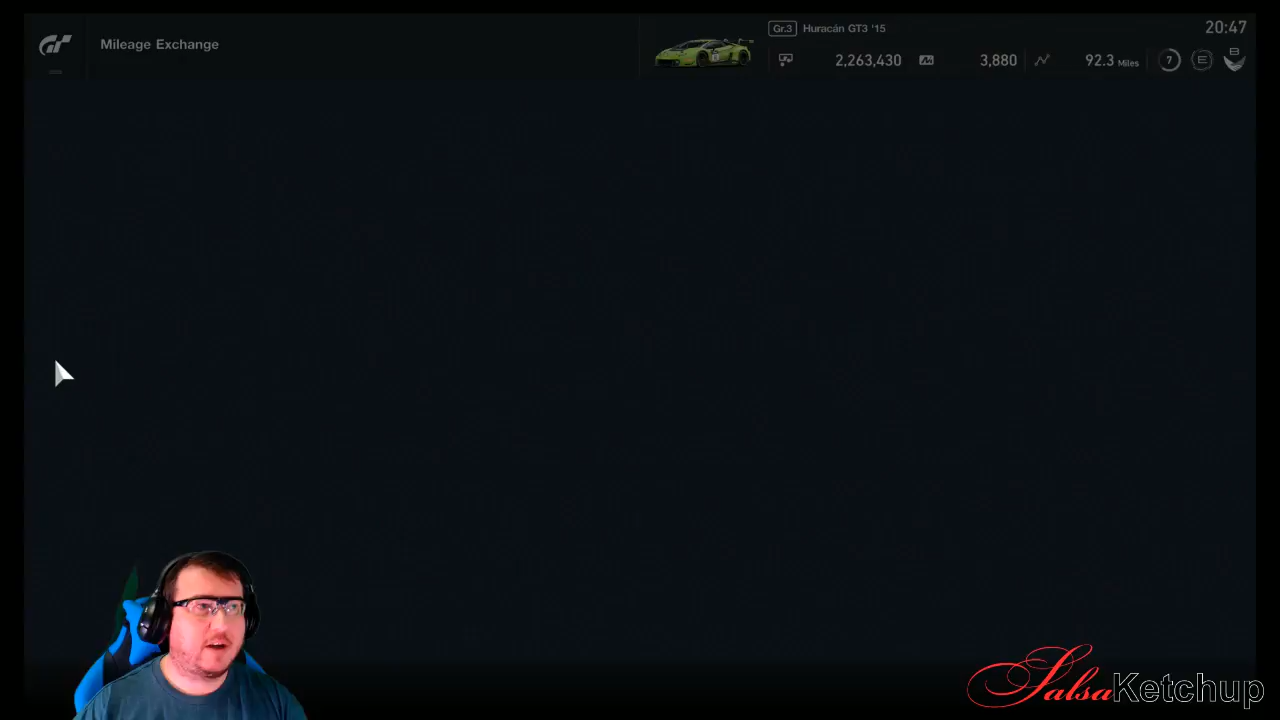 GT
Mileage Exchange
Gr.3 Huracán GT3 '15
20:47
2,263,430
3,880
92.3 Miles
7
E
B
SalsaKetchup